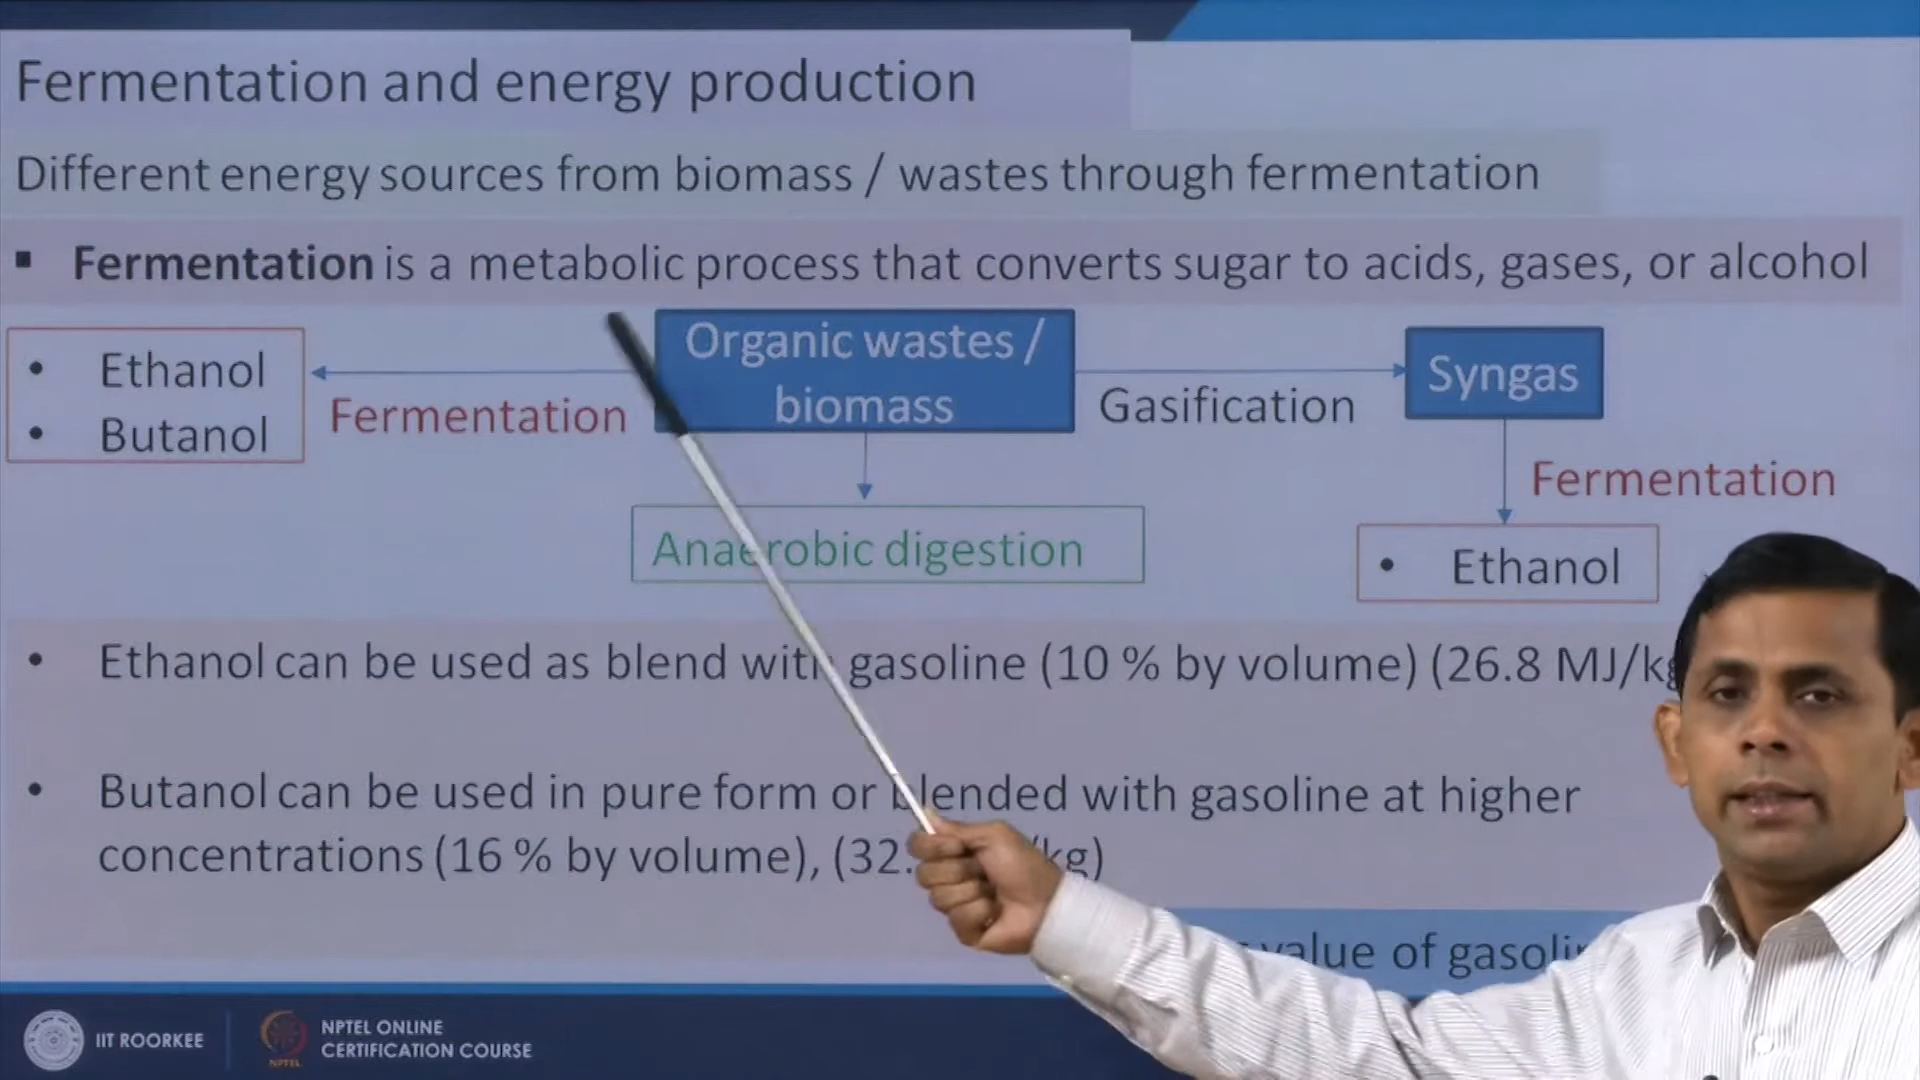 Fermentation and energy production
Different energy sources from biomass / wastes through fermentation
▪ Fermentation is a metabolic process that converts sugar to acids, gases, or alcohol
• Ethanol
• Butanol
Fermentation
Organic wastes /
biomass
Gasification
Syngas
Fermentation
Anaerobic digestion
• Ethanol
• Ethanol can be used as blend with gasoline (10 % by volume) (26.8 MJ/kg
• Butanol can be used in pure form or blended with gasoline at higher
concentrations (16 % by volume), (32. /kg)
value of
IIT ROORKEE
NPTEL
NPTEL ONLINE
CERTIFICATION COURSE